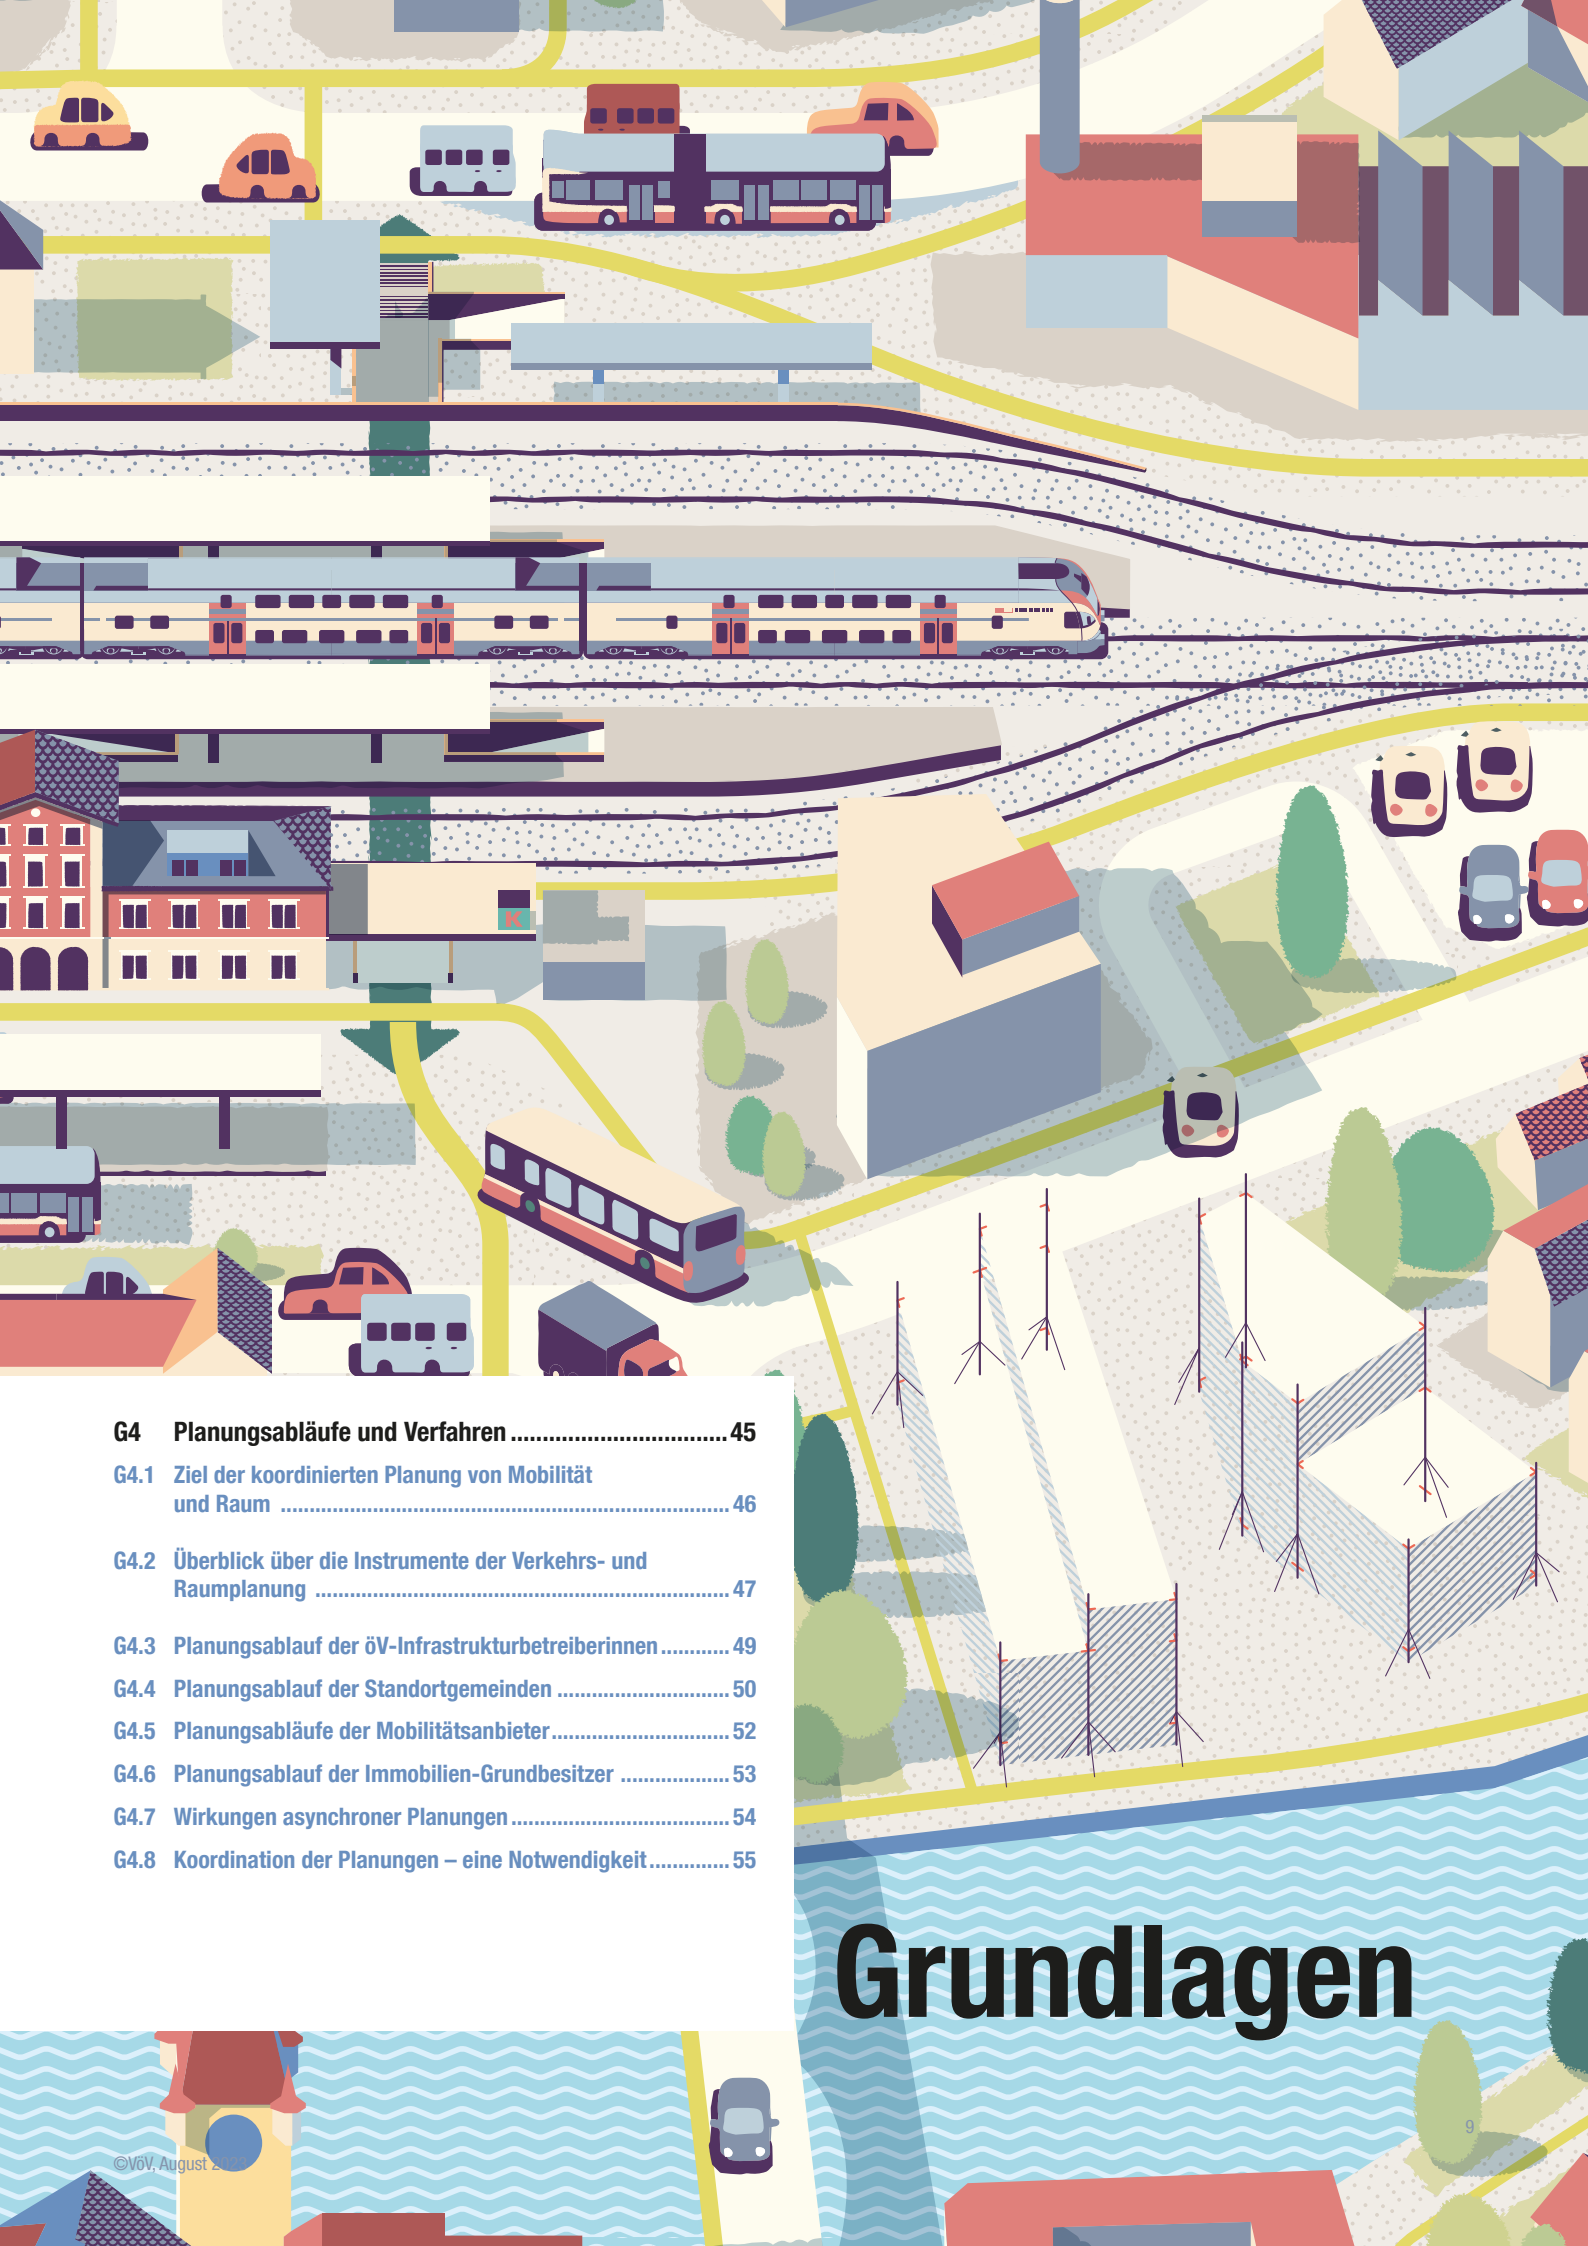 K
G4 Planungsabläufe und Verfahren .................................. 45
G4.1 Ziel der koordinierten Planung von Mobilität
und Raum .............................................................................. 46
G4.2 Überblick über die Instrumente der Verkehrs- und
Raumplanung ........................................................................ 47
G4.3 Planungsablauf der öV-Infrastrukturbetreiberinnen ............ 49
G4.4 Planungsablauf der Standortgemeinden .............................. 50
G4.5 Planungsabläufe der Mobilitätsanbieter ............................... 52
G4.6 Planungsablauf der Immobilien-Grundbesitzer ................... 53
G4.7 Wirkungen asynchroner Planungen ...................................... 54
G4.8 Koordination der Planungen – eine Notwendigkeit .............. 55
Grundlagen
9
©VöV, August